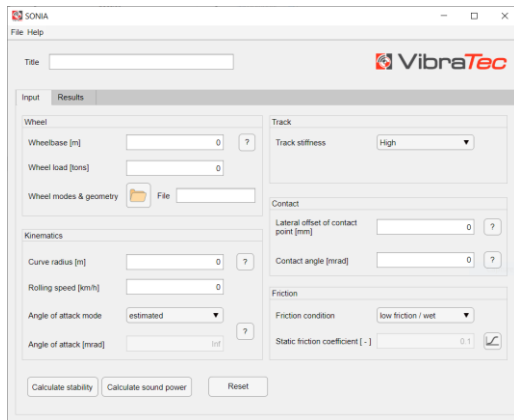 SONIA
File Help
Title
VibraTec
Input Results
Wheel
Wheelbase [m] 0 ?
Wheel load [tons] 0
Wheel modes & geometry File
Kinematics
Curve radius [m] 0 ?
Rolling speed [km/h] 0
Angle of attack mode estimated
?
Angle of attack [mrad] Inf
Track
Track stiffness High
Contact
Lateral offset of contact
point [mm] 0 ?
Contact angle [mrad] 0 ?
Friction
Friction condition low friction / wet
Static friction coefficient [ - ] 0.1
Calculate stability Calculate sound power Reset